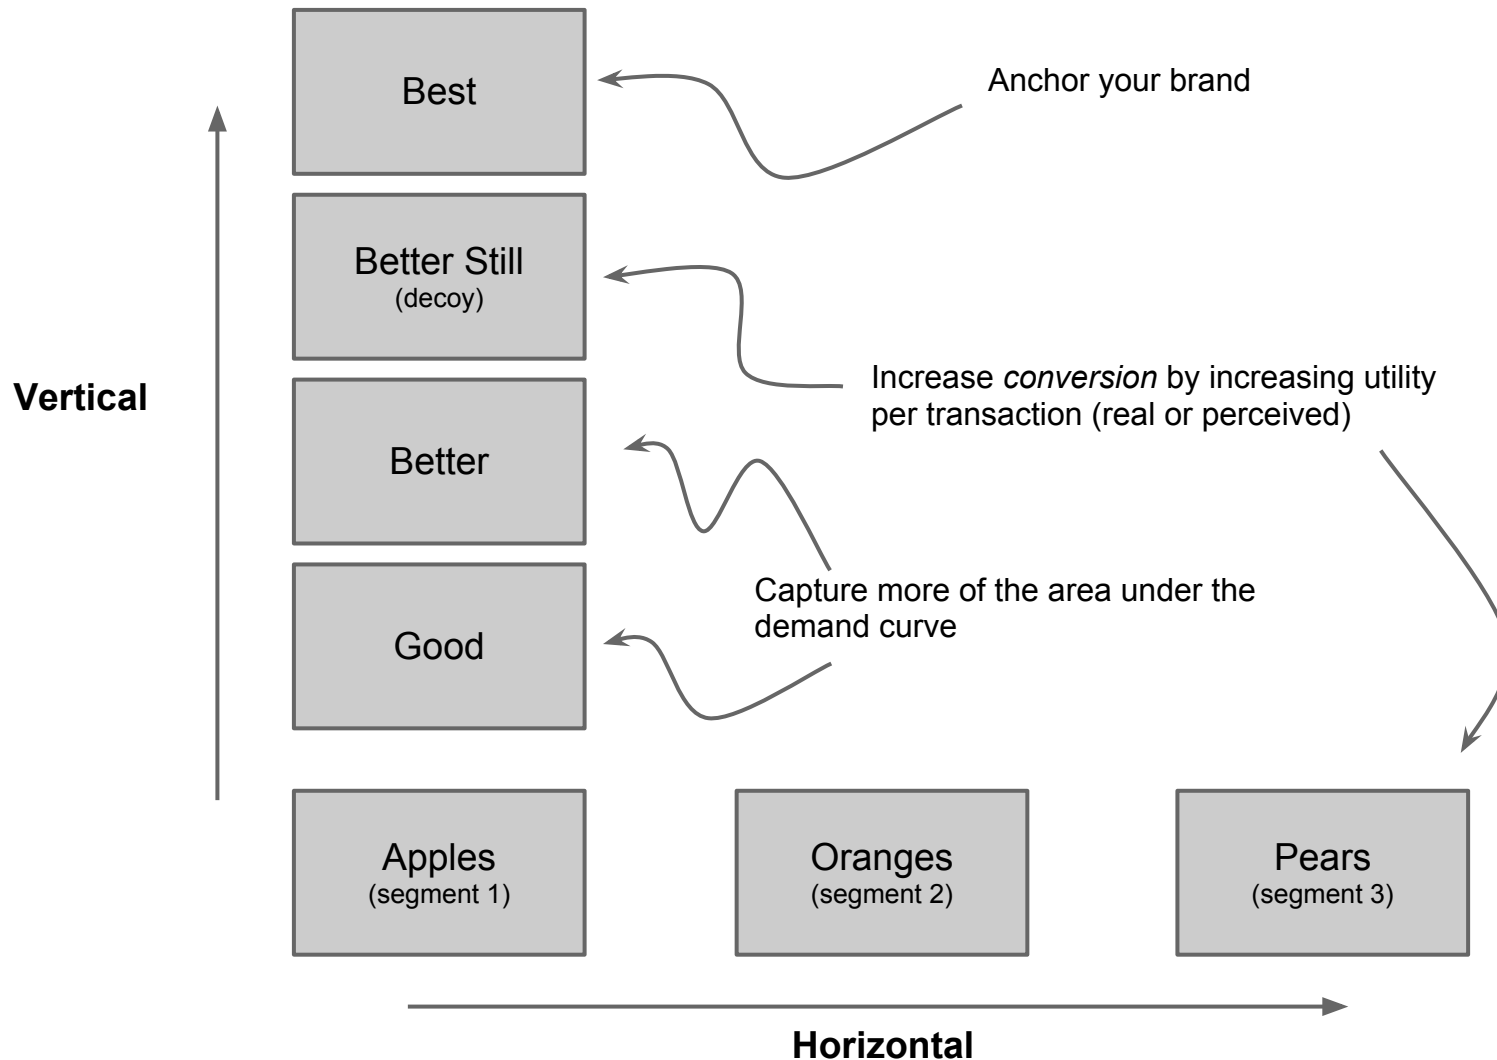 Best
Anchor your brand
Better Still
(decoy)
Vertical
Increase conversion by increasing utility
per transaction (real or perceived)
Better
Capture more of the area under the
demand curve
Good
Apples
(segment 1)
Oranges
(segment 2)
Pears
(segment 3)
Horizontal